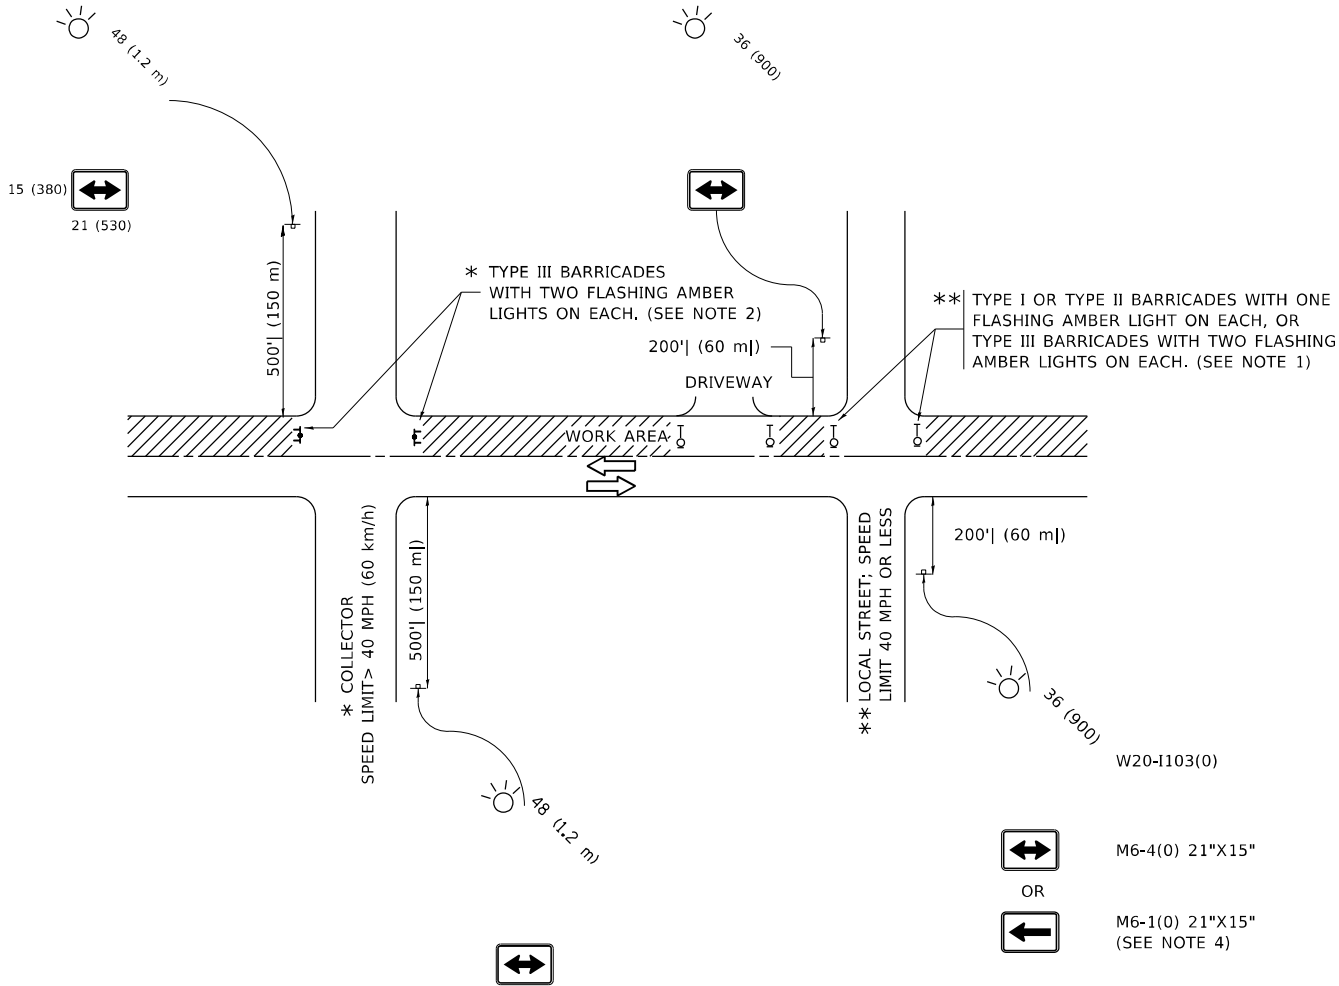 48 (1.2 m)
36 (900)
15 (380)
21 (530)
500'| (150 m)
* TYPE III BARRICADES
WITH TWO FLASHING AMBER
LIGHTS ON EACH. (SEE NOTE 2)
** TYPE I OR TYPE II BARRICADES WITH ONE
FLASHING AMBER LIGHT ON EACH, OR
TYPE III BARRICADES WITH TWO FLASHING
AMBER LIGHTS ON EACH. (SEE NOTE 1)
200'| (60 m|)
DRIVEWAY
WORK AREA
* COLLECTOR
SPEED LIMIT> 40 MPH (60 km/h)
500'| (150 m|)
** LOCAL STREET; SPEED
LIMIT 40 MPH OR LESS
200'| (60 m|)
36 (900)
48 (1.2 m)
W20-I103(0)
M6-4(0) 21"X15"
OR
M6-1(0) 21"X15"
(SEE NOTE 4)